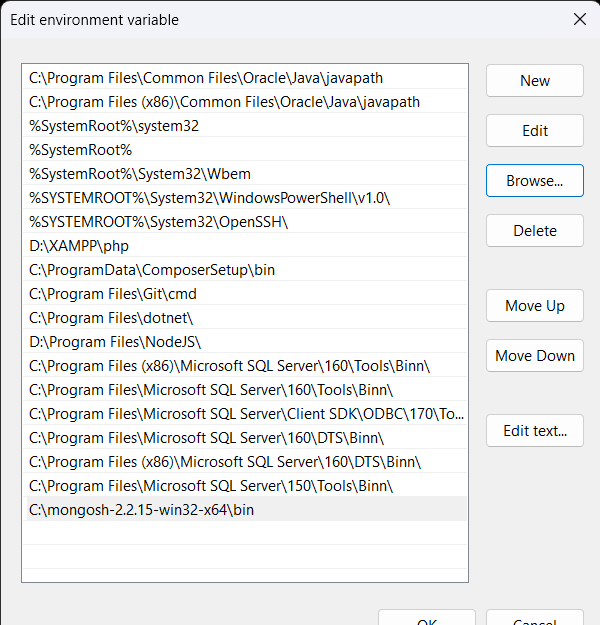 Edit environment variable
C:\Program Files\Common Files\Oracle\Java\javapath
C:\Program Files (x86)\Common Files\Oracle\Java\javapath
%SystemRoot%\system32
%SystemRoot%
%SystemRoot%\System32\Wbem
%SYSTEMROOT%\System32\WindowsPowerShell\v1.0\
%SYSTEMROOT%\System32\OpenSSH\
D:\XAMPP\php
C:\ProgramData\ComposerSetup\bin
C:\Program Files\Git\cmd
C:\Program Files\dotnet\
D:\Program Files\NodeJS\
C:\Program Files (x86)\Microsoft SQL Server\160\Tools\Binn\
C:\Program Files\Microsoft SQL Server\160\Tools\Binn\
C:\Program Files\Microsoft SQL Server\Client SDK\ODBC\170\To...
C:\Program Files\Microsoft SQL Server\160\DTS\Binn\
C:\Program Files (x86)\Microsoft SQL Server\160\DTS\Binn\
C:\Program Files\Microsoft SQL Server\150\Tools\Binn\
C:\mongosh-2.2.15-win32-x64\bin
New
Edit
Browse...
Delete
Move Up
Move Down
Edit text...
OK
Cancel